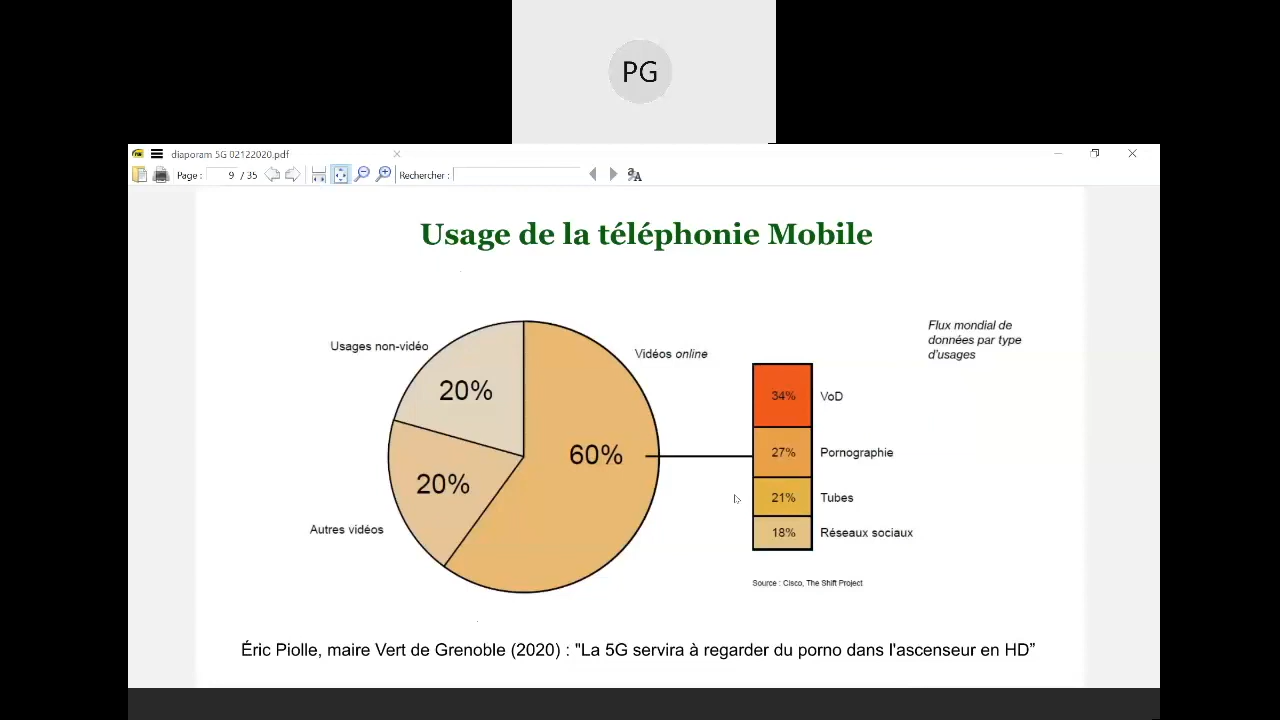 PG
diaporam 5G 02122020.pdf
Page : 9 / 35 Rechercher :
Usage de la téléphonie Mobile
Flux mondial de
données par type
d'usages
Usages non-vidéo
Vidéos online
20%
60%
20%
Autres vidéos
34% VoD
27% Pornographie
21% Tubes
18% Réseaux sociaux
Source : Cisco, The Shift Project
Éric Piolle, maire Vert de Grenoble (2020) : "La 5G servira à regarder du porno dans l'ascenseur en HD”